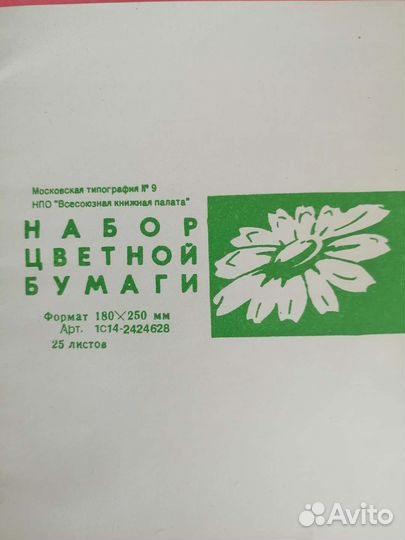 Московская типография № 9
НПО "Всесоюзная книжная палата"
НАБОР
ЦВЕТНОЙ
БУМАГИ
Формат 180×250 мм
Арт. 1С14-2424628
25 листов
Avito